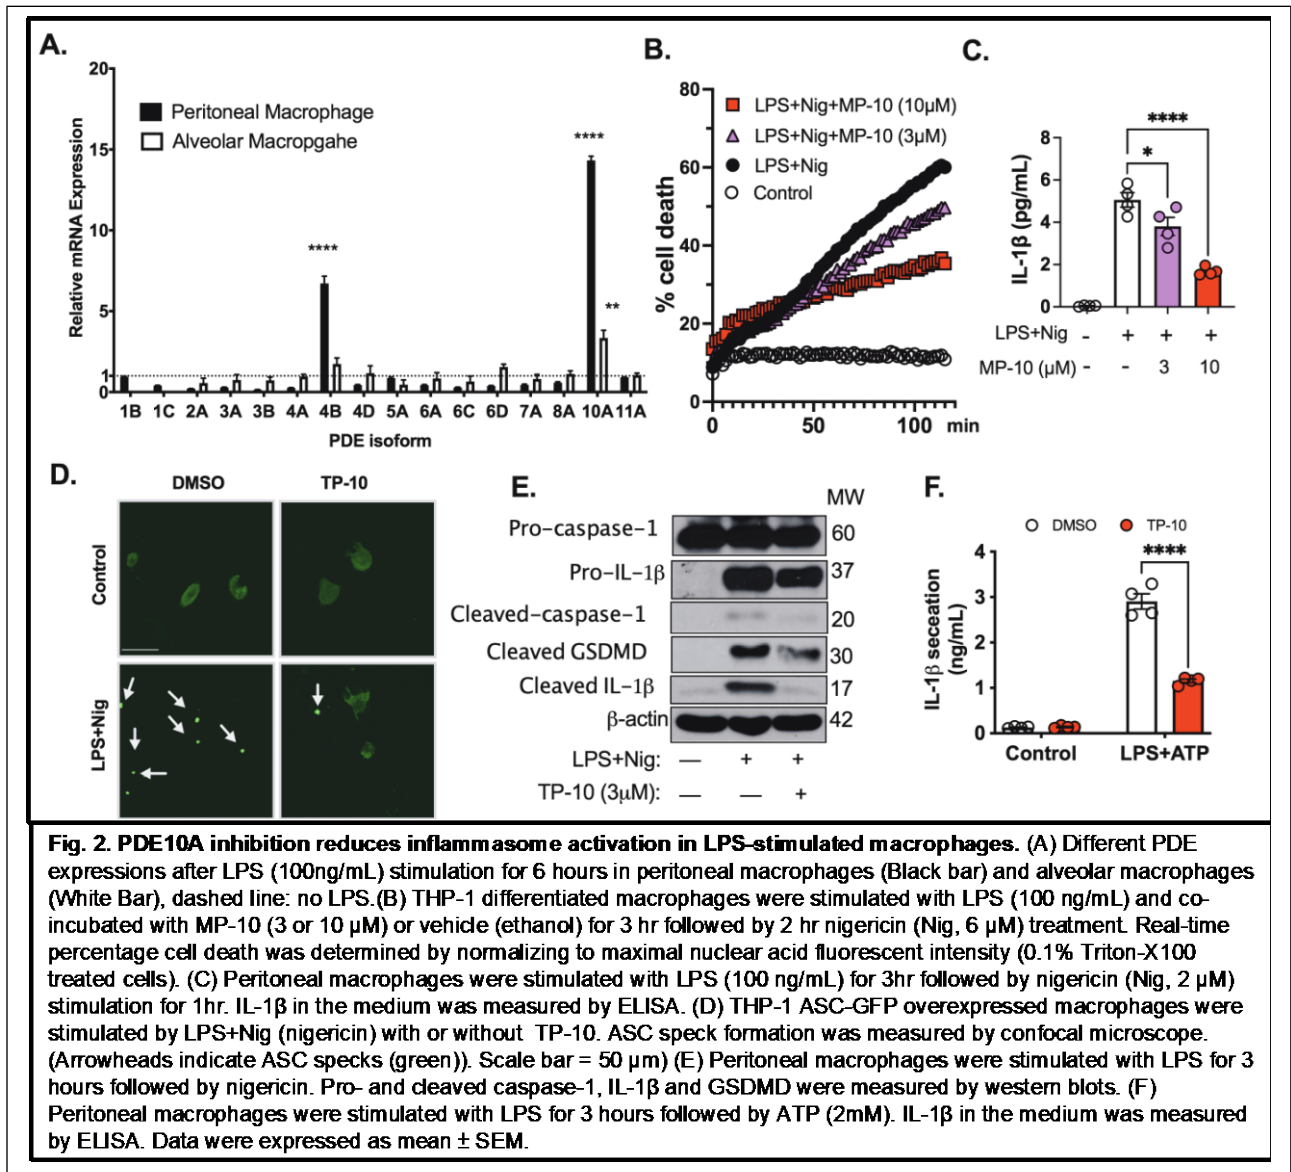 A.
20
15
10
5
1
0
Relative mRNA Expression
Peritoneal Macrophage
Alveolar Macropgahe
****
****
**
1B 1C 2A 3A 3B 4A 4B 4D 5A 6A 6C 6D 7A 8A 10A 11A
PDE isoform
B.
80
60
40
20
0
% cell death
LPS+Nig+MP-10 (10µM)
LPS+Nig+MP-10 (3µM)
LPS+Nig
Control
0 50 100 min
C.
****
*
8
6
4
2
0
IL-1β (pg/mL)
LPS+Nig - + + +
MP-10 (µM) - - 3 10
D.
DMSO TP-10
Control
LPS+Nig
E.
MW
Pro-caspase-1 60
Pro-IL-1β 37
Cleaved-caspase-1 20
Cleaved GSDMD 30
Cleaved IL-1β 17
β-actin 42
LPS+Nig: — + +
TP-10 (3µM): — — +
F.
DMSO TP-10
****
4
3
2
1
0
IL-1β seceation
(ng/mL)
Control LPS+ATP
Fig. 2. PDE10A inhibition reduces inflammasome activation in LPS-stimulated macrophages. (A) Different PDE
expressions after LPS (100ng/mL) stimulation for 6 hours in peritoneal macrophages (Black bar) and alveolar macrophages
(White Bar), dashed line: no LPS.(B) THP-1 differentiated macrophages were stimulated with LPS (100 ng/mL) and co-
incubated with MP-10 (3 or 10 µM) or vehicle (ethanol) for 3 hr followed by 2 hr nigericin (Nig, 6 µM) treatment. Real-time
percentage cell death was determined by normalizing to maximal nuclear acid fluorescent intensity (0.1% Triton-X100
treated cells). (C) Peritoneal macrophages were stimulated with LPS (100 ng/mL) for 3hr followed by nigericin (Nig, 2 µM)
stimulation for 1hr. IL-1β in the medium was measured by ELISA. (D) THP-1 ASC-GFP overexpressed macrophages were
stimulated by LPS+Nig (nigericin) with or without TP-10. ASC speck formation was measured by confocal microscope.
(Arrowheads indicate ASC specks (green)). Scale bar = 50 µm) (E) Peritoneal macrophages were stimulated with LPS for 3
hours followed by nigericin. Pro- and cleaved caspase-1, IL-1β and GSDMD were measured by western blots. (F)
Peritoneal macrophages were stimulated with LPS for 3 hours followed by ATP (2mM). IL-1β in the medium was measured
by ELISA. Data were expressed as mean ± SEM.